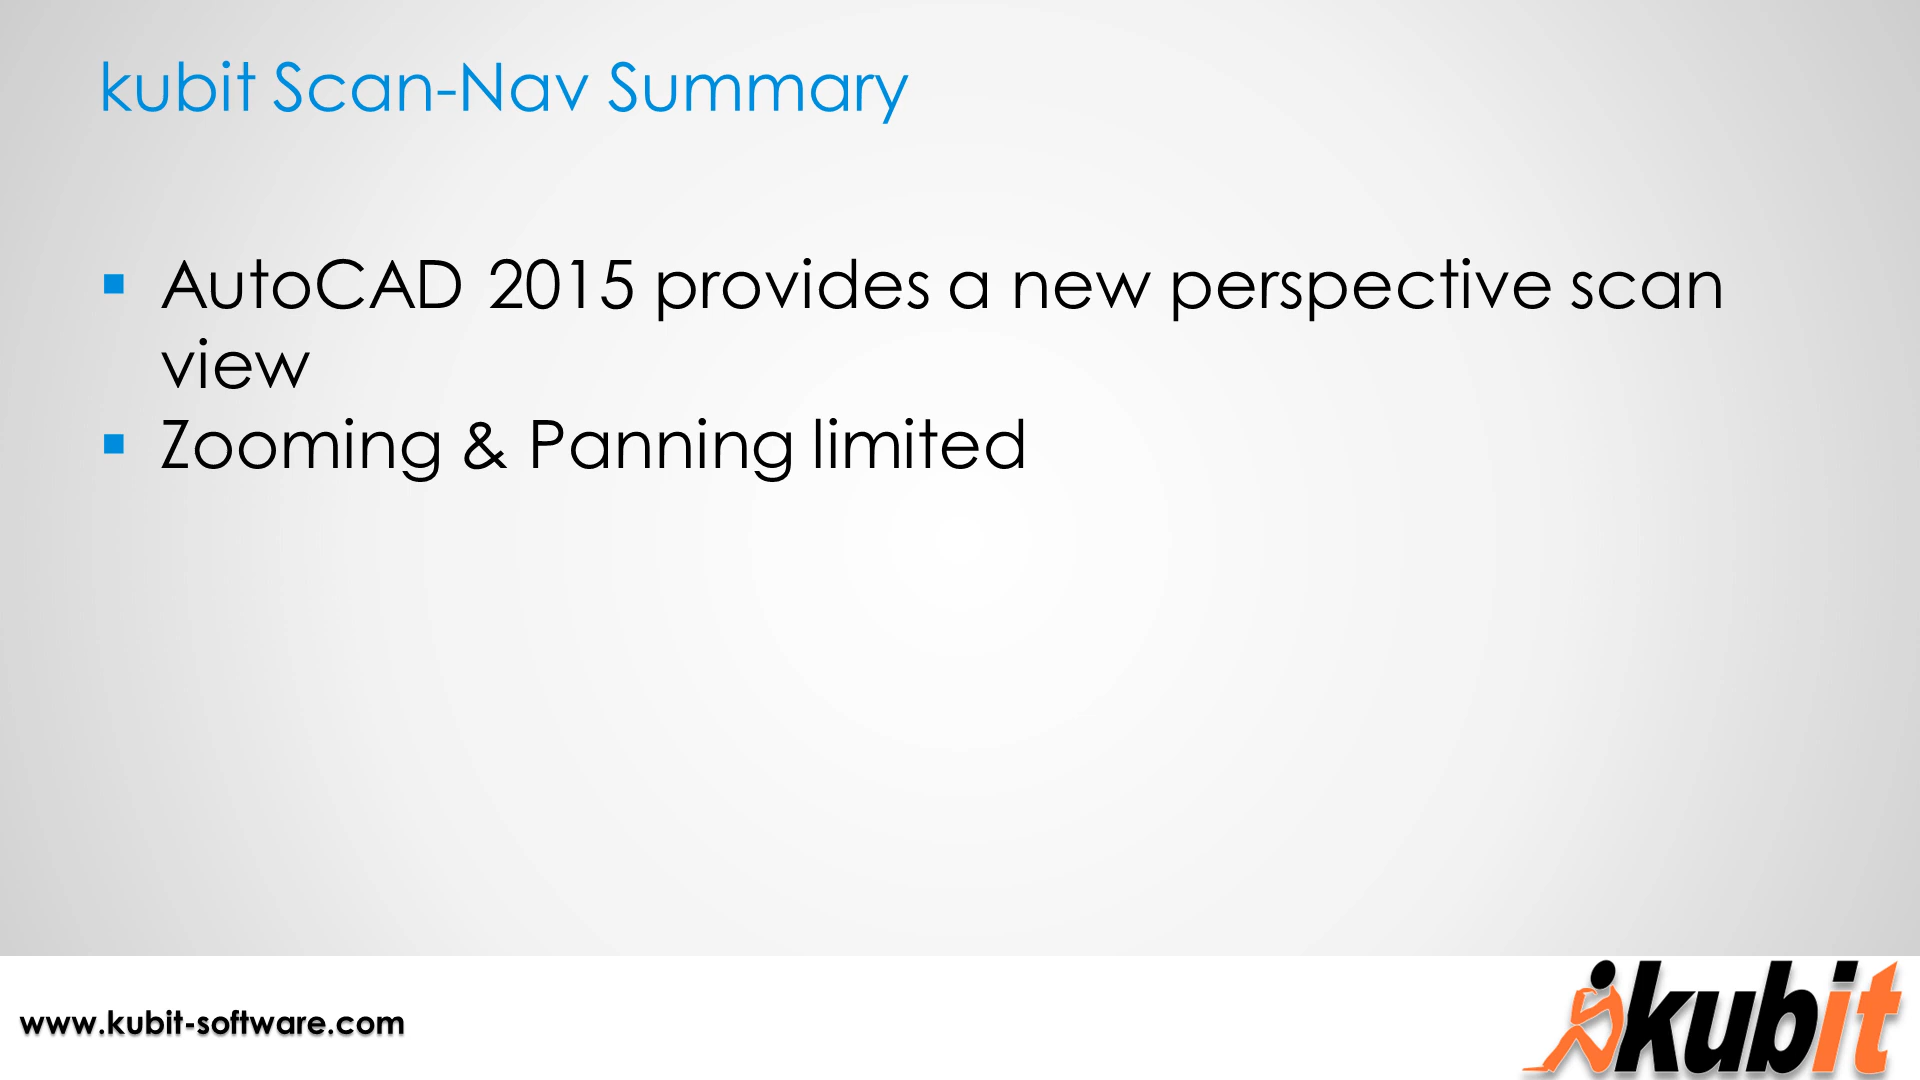 kubit Scan-Nav Summary
▪ AutoCAD 2015 provides a new perspective scan
view
▪ Zooming & Panning limited
www.kubit-software.com
kubit